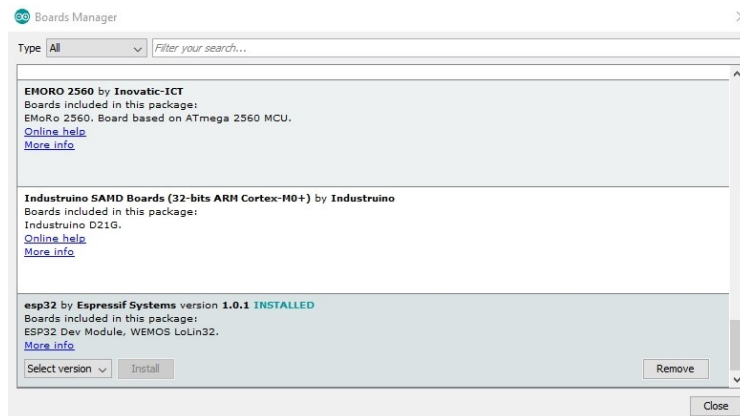 Boards Manager
Type All Filter your search...
EMORO 2560 by Inovatic-ICT
Boards included in this package:
EMoRo 2560. Board based on ATmega 2560 MCU.
Online help
More info
Industruino SAMD Boards (32-bits ARM Cortex-M0+) by Industruino
Boards included in this package:
Industruino D21G.
Online help
More info
esp32 by Espressif Systems version 1.0.1 INSTALLED
Boards included in this package:
ESP32 Dev Module, WEMOS LoLin32.
More info
Select version Install Remove
Close